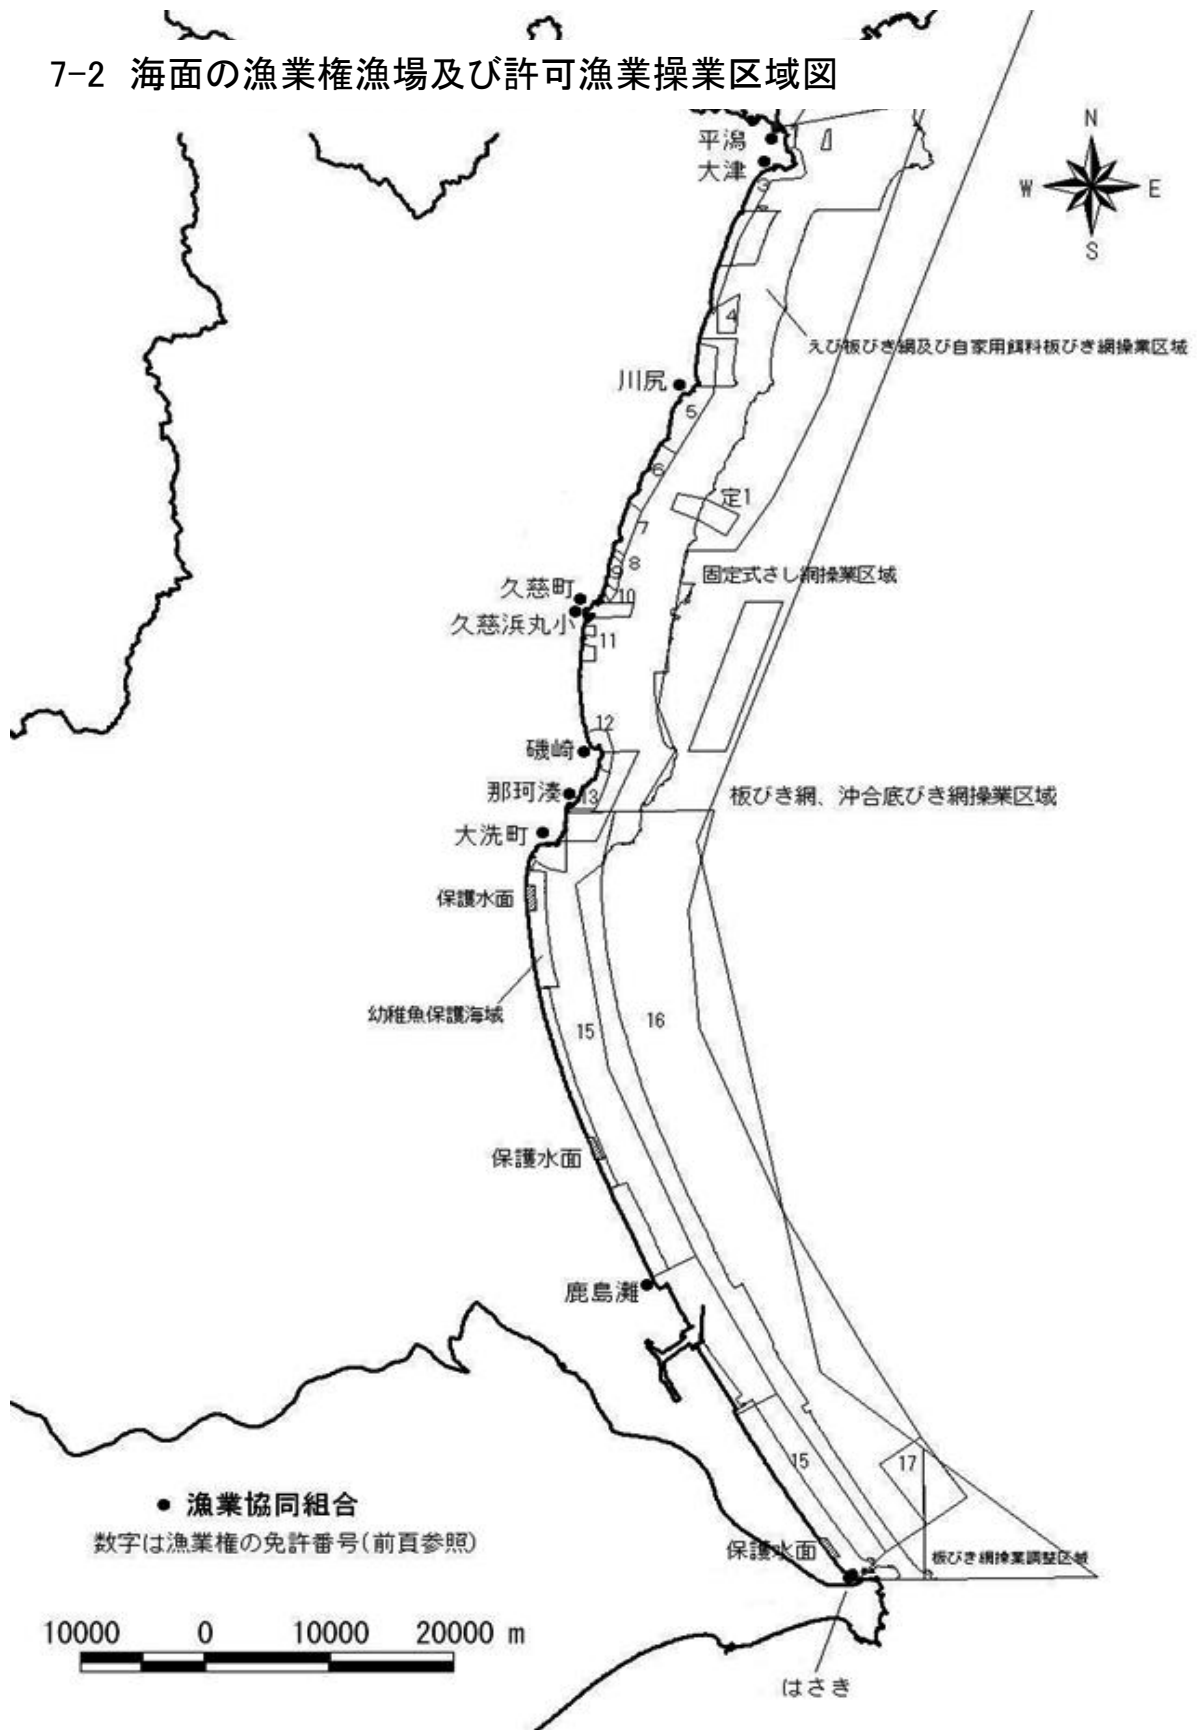 7-2 海面の漁業権漁場及び許可漁業操業区域図
N
W
E
S
平潟
大津
3
4
えび板びき網及び自家用餌料板びき網操業区域
川尻
5
6
定1
7
8
9
固定式さし網操業区域
久慈町
10
久慈浜丸小
11
12
磯崎
那珂湊
13
板びき網、沖合底びき網操業区域
大洗町
保護水面
幼稚魚保護海域
15
16
保護水面
鹿島灘
15
17
● 漁業協同組合
数字は漁業権の免許番号(前頁参照)
保護水面
板びき網操業調整区域
10000 0 10000 20000 m
はさき